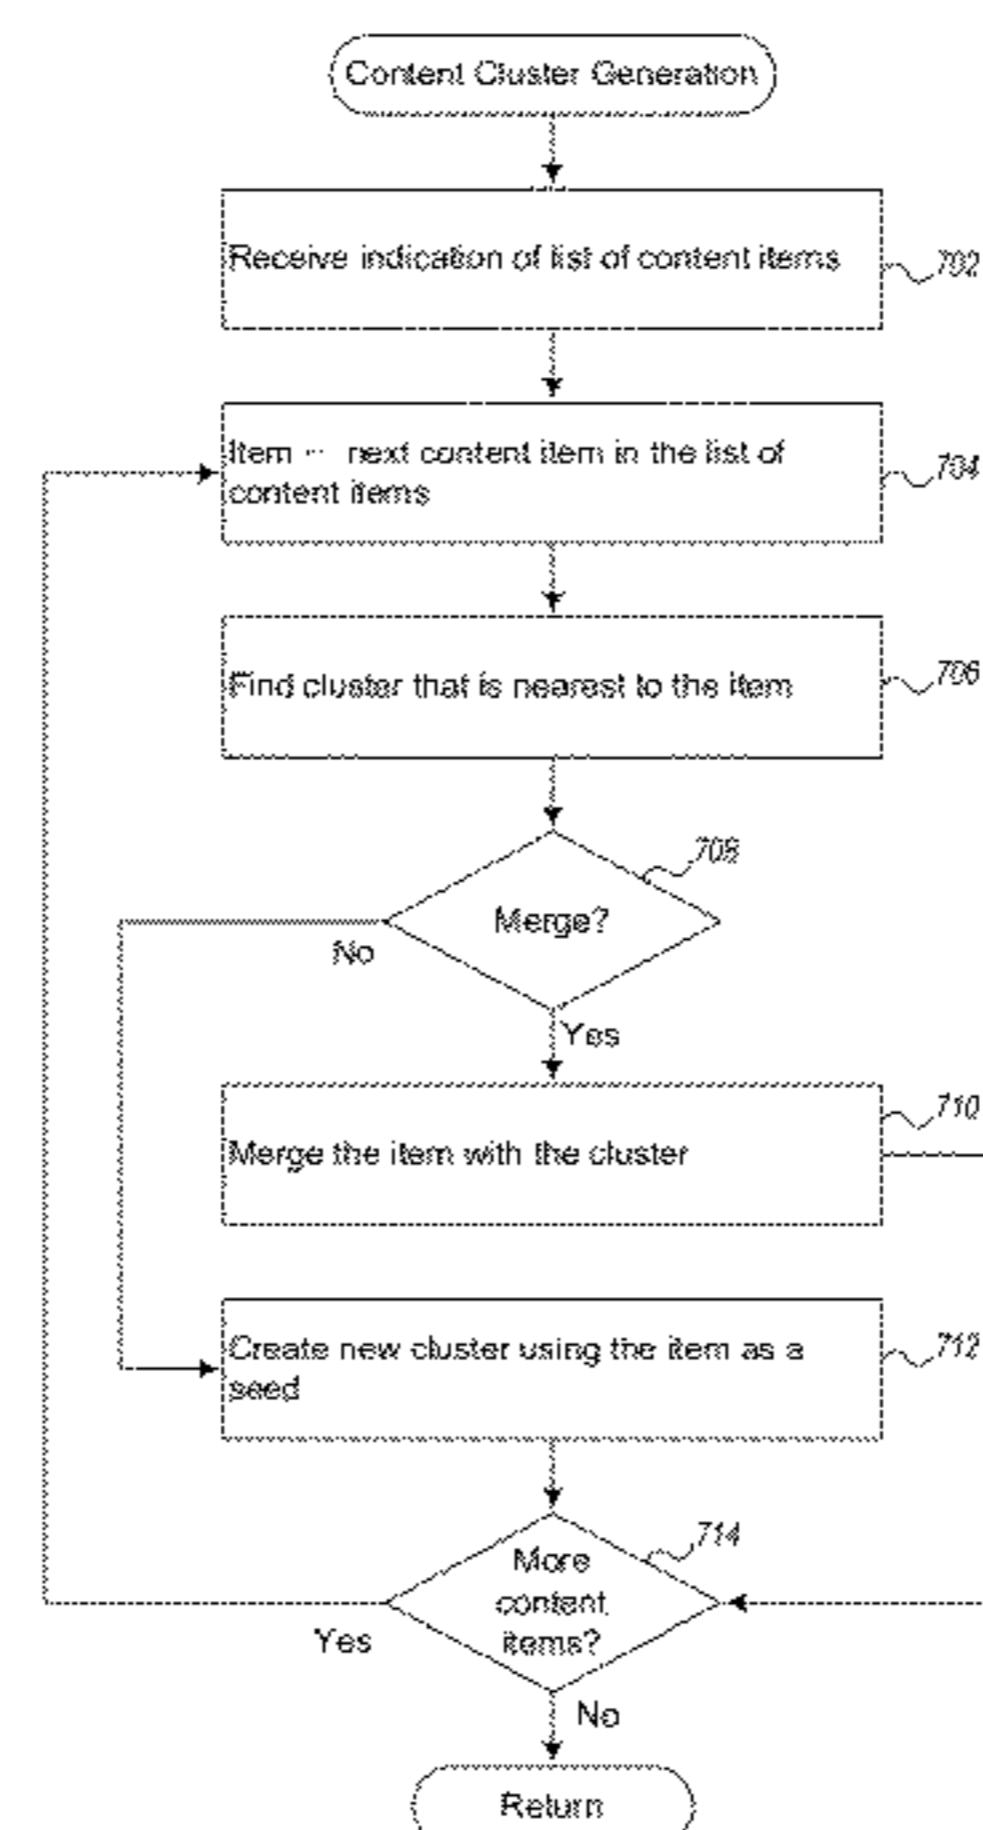 Content Cluster Generation
Receive indication of list of content items
702
Item = next content item in the list of
content items
704
Find cluster that is nearest to the item
706
708
Merge?
No
Yes
710
Merge the item with the cluster
Create new cluster using the item as a
seed
712
714
More
content
items?
Yes
No
Return